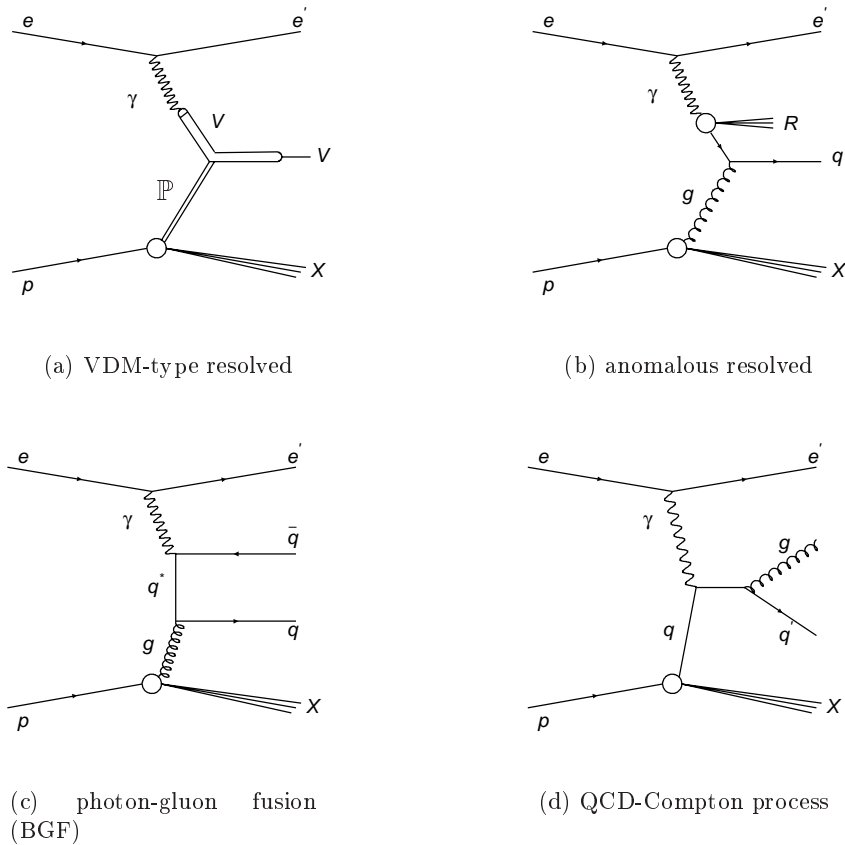 e
e'
γ
V
V
ℙ
p
X
(a) VDM-type resolved
e
e'
γ
R
q
g
p
X
(b) anomalous resolved
e
e'
γ
q̄
q*
q
g
p
X
(c) photon-gluon fusion
(BGF)
e
e'
γ
g
q
q'
p
X
(d) QCD-Compton process